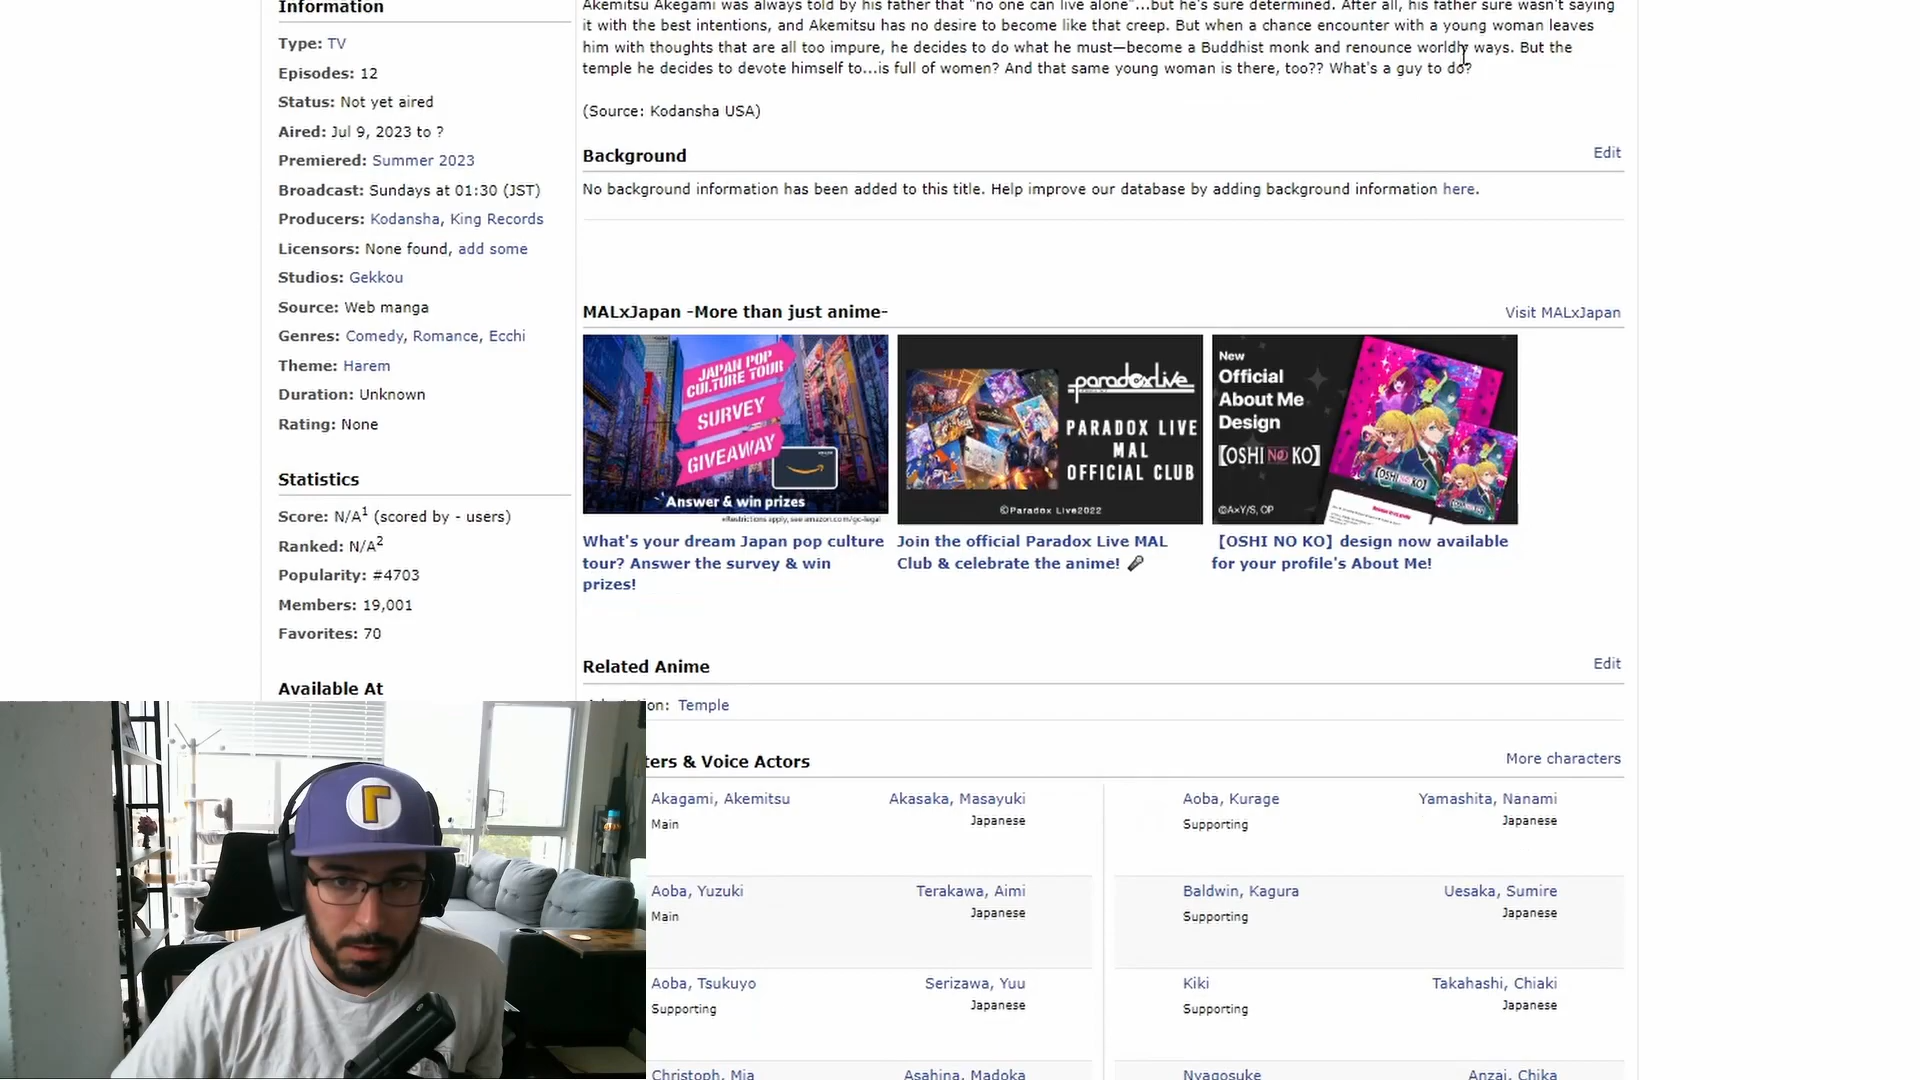 Information
Type: TV
Episodes: 12
Status: Not yet aired
Aired: Jul 9, 2023 to ?
Premiered: Summer 2023
Broadcast: Sundays at 01:30 (JST)
Producers: Kodansha, King Records
Licensors: None found, add some
Studios: Gekkou
Source: Web manga
Genres: Comedy, Romance, Ecchi
Theme: Harem
Duration: Unknown
Rating: None
Statistics
Score: N/A1 (scored by - users)
Ranked: N/A2
Popularity: #4703
Members: 19,001
Favorites: 70
Available At
Akemitsu Akegami was always told by his father that "no one can live alone"...but he's sure determined. After all, his father sure wasn't saying
it with the best intentions, and Akemitsu has no desire to become like that creep. But when a chance encounter with a young woman leaves
him with thoughts that are all too impure, he decides to do what he must—become a Buddhist monk and renounce worldly ways. But the
temple he decides to devote himself to...is full of women? And that same young woman is there, too?? What's a guy to do?
(Source: Kodansha USA)
Background
Edit
No background information has been added to this title. Help improve our database by adding background information here.
MALxJapan -More than just anime-
Visit MALxJapan
JAPAN POP
CULTURE TOUR
SURVEY
GIVEAWAY
Answer & win prizes
*Restrictions apply, see amazon.com/gc-legal
What's your dream Japan pop culture
tour? Answer the survey & win
prizes!
paradoxlive
PARADOX LIVE
MAL
OFFICIAL CLUB
©Paradox Live2022
Join the official Paradox Live MAL
Club & celebrate the anime! 🎤
New
Official
About Me
Design
【OSHI NO KO】
©AxY/S, OP
【OSHI NO KO】 design now available
for your profile's About Me!
Related Anime
Edit
on: Temple
ters & Voice Actors
More characters
Akagami, Akemitsu
Main
Akasaka, Masayuki
Japanese
Aoba, Kurage
Supporting
Yamashita, Nanami
Japanese
Aoba, Yuzuki
Main
Terakawa, Aimi
Japanese
Baldwin, Kagura
Supporting
Uesaka, Sumire
Japanese
Aoba, Tsukuyo
Supporting
Serizawa, Yuu
Japanese
Kiki
Supporting
Takahashi, Chiaki
Japanese
Christoph, Mia
Asahina, Madoka
Nyagosuke
Anzai, Chika